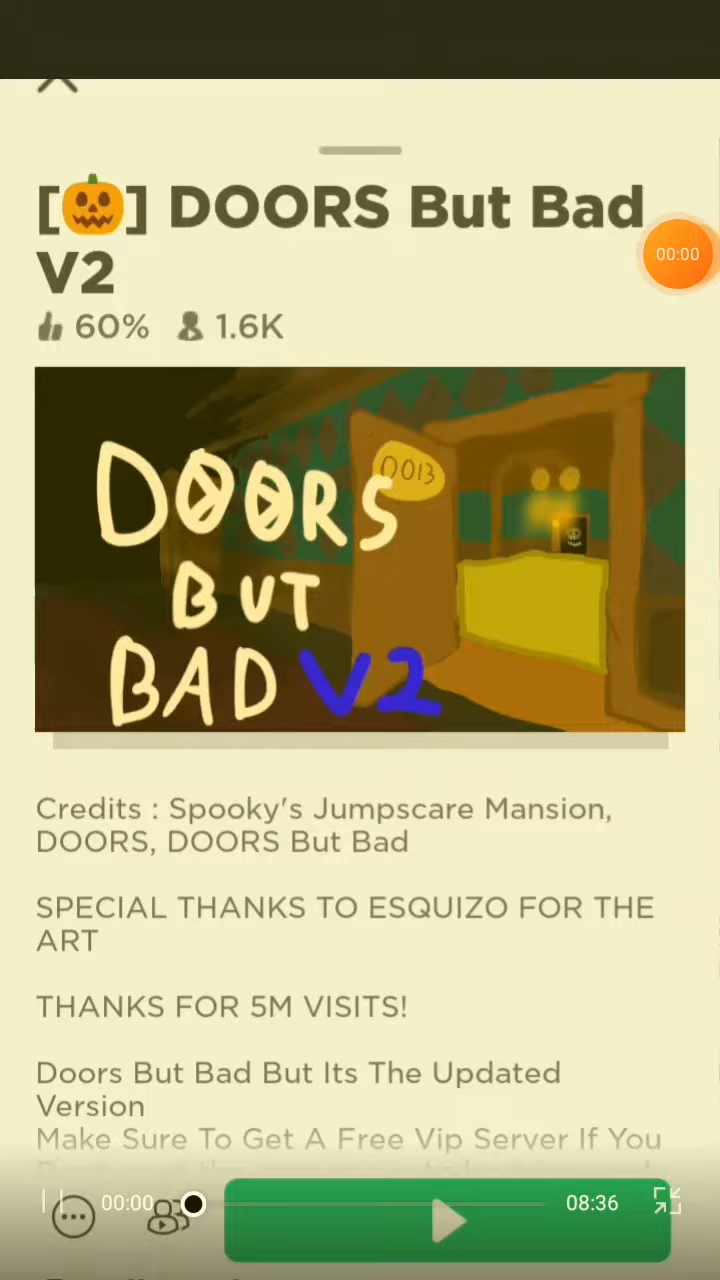 [🎃] DOORS But Bad
V2
00:00
60% 1.6K
0013
DOORS
BUT
BAD V2
Credits : Spooky's Jumpscare Mansion,
DOORS, DOORS But Bad
SPECIAL THANKS TO ESQUIZO FOR THE
ART
THANKS FOR 5M VISITS!
Doors But Bad But Its The Updated
Version
Make Sure To Get A Free Vip Server If You
00:00 08:36